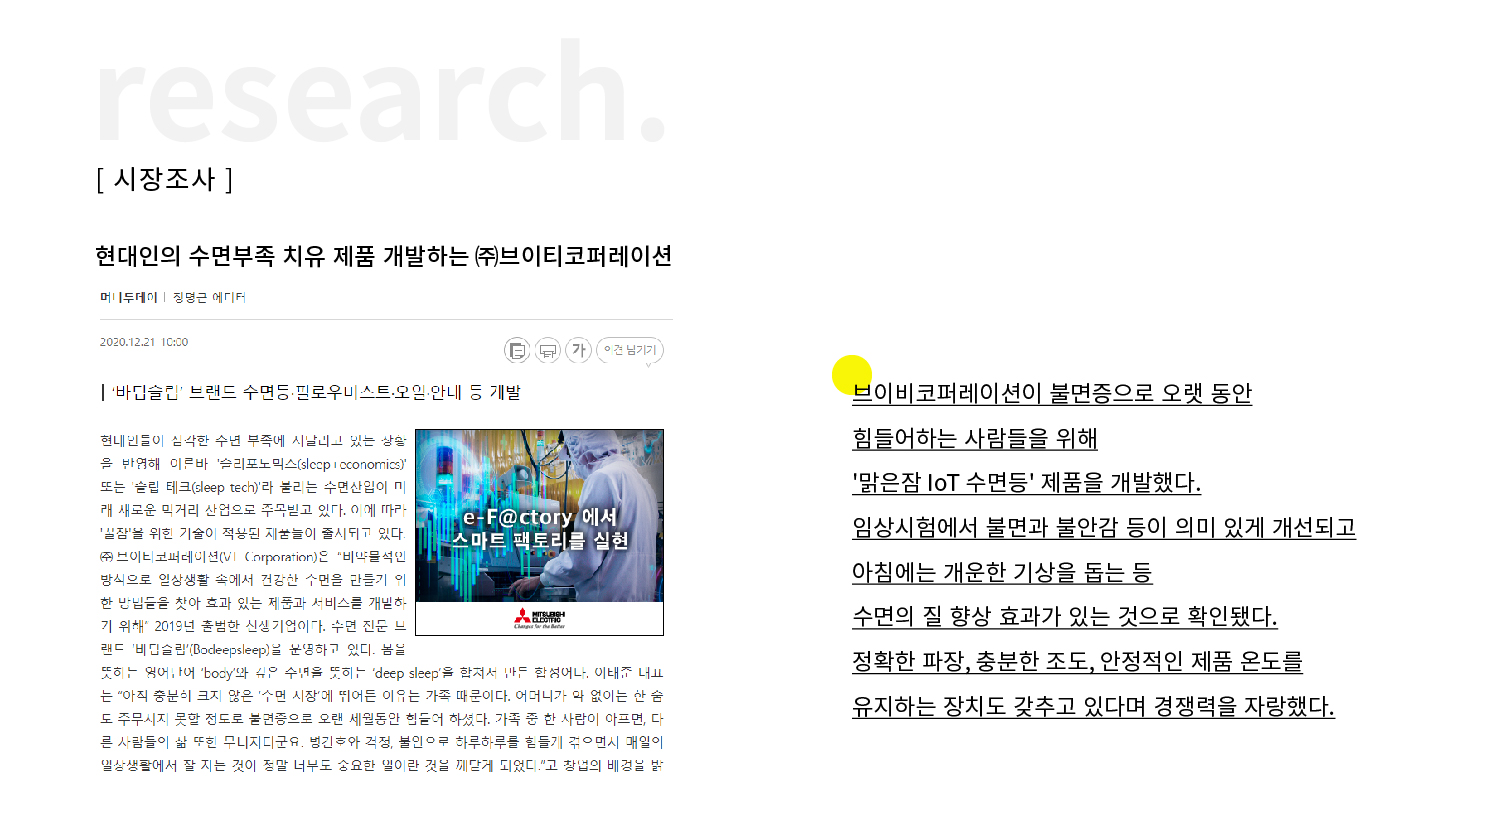 research.
[ 시장조사 ]
현대인의 수면부족 치유 제품 개발하는 ㈜브이티코퍼레이션
머니투데이 | 정명근 에디터
2020.12.21 10:00
가
의견 남기기
'바딥슬립' 브랜드 수면등·필로우미스트·오일·안대 등 개발
현대인들이 심각한 수면 부족에 시달리고 있는 상황
을 반영해 이른바 '슬리포노믹스(sleep+economics)'
또는 '슬립 테크(sleep tech)'라 불리는 수면산업이 미
래 새로운 먹거리 산업으로 주목받고 있다. 이에 따라
'꿀잠'을 위한 기술이 적용된 제품들이 출시되고 있다.
㈜브이티코퍼레이션(VT Corporation)은 "비약물적인
방식으로 일상생활 속에서 건강한 수면을 만들기 위
한 방법들을 찾아 효과 있는 제품과 서비스를 개발하
기 위해" 2019년 출범한 신생기업이다. 수면 전문 브
랜드 '바딥슬립'(Bodeepsleep)을 운영하고 있다. 몸을
뜻하는 영어단어 'body'와 깊은 수면을 뜻하는 'deep sleep'을 합쳐서 만든 합성어다. 이태훈 대표
는 "아직 충분히 크지 않은 '수면 시장'에 뛰어든 이유는 가족 때문이다. 어머니가 약 없이는 한 숨
도 주무시지 못할 정도로 불면증으로 오랜 세월동안 힘들어 하셨다. 가족 중 한 사람이 아프면, 다
른 사람들의 삶 또한 무너지더군요. 병간호와 걱정, 불안으로 하루하루를 힘들게 겪으면서 매일의
일상생활에서 잘 자는 것이 정말 너무도 중요한 일이란 것을 깨닫게 되었다."고 창업의 배경을 밝
e-F@ctory 에서
스마트 팩토리를 실현
MITSUBISHI
ELECTRIC
Changes for the Better
브이비코퍼레이션이 불면증으로 오랫 동안
힘들어하는 사람들을 위해
'맑은잠 IoT 수면등' 제품을 개발했다.
임상시험에서 불면과 불안감 등이 의미 있게 개선되고
아침에는 개운한 기상을 돕는 등
수면의 질 향상 효과가 있는 것으로 확인됐다.
정확한 파장, 충분한 조도, 안정적인 제품 온도를
유지하는 장치도 갖추고 있다며 경쟁력을 자랑했다.